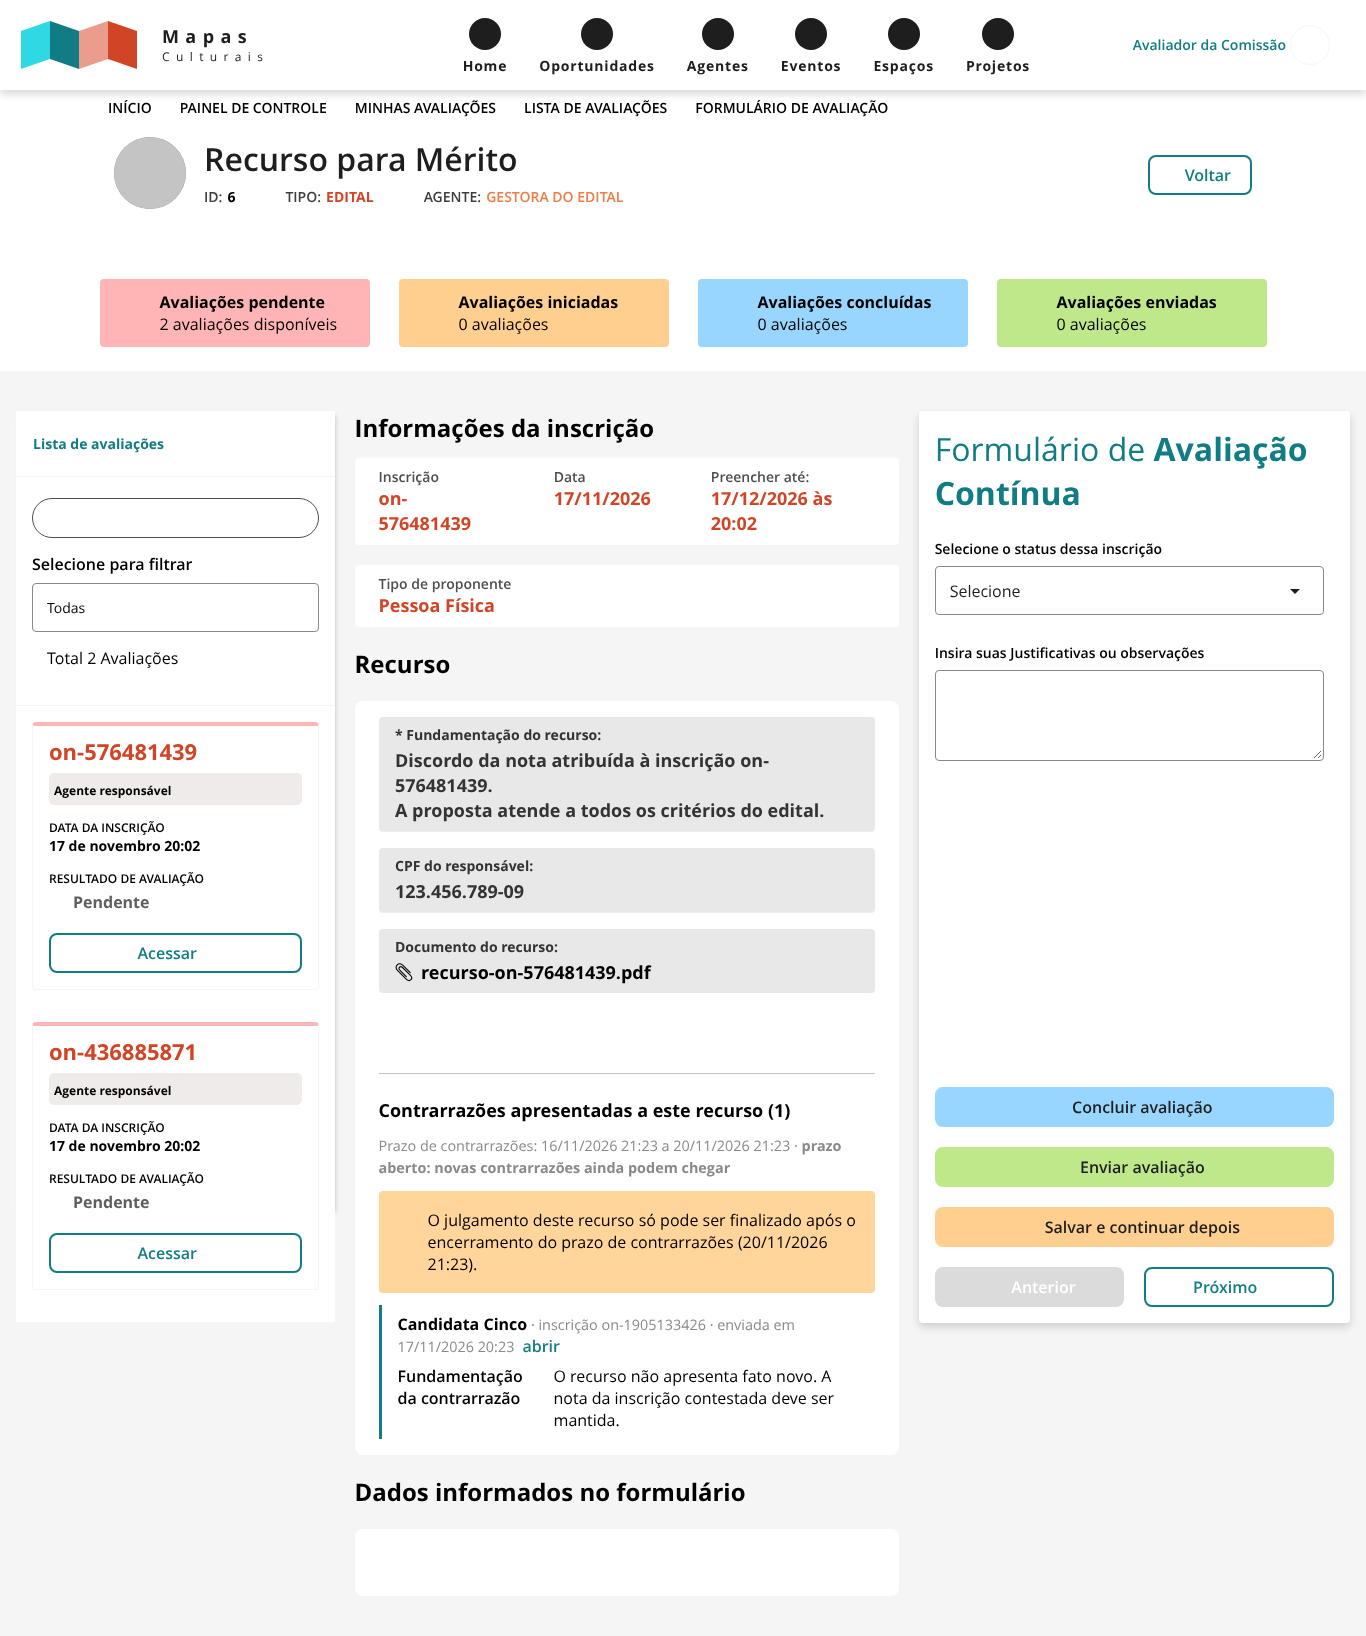 Mapas
Culturais
Home
Oportunidades
Agentes
Eventos
Espaços
Projetos
Avaliador da Comissão
INÍCIO
PAINEL DE CONTROLE
MINHAS AVALIAÇÕES
LISTA DE AVALIAÇÕES
FORMULÁRIO DE AVALIAÇÃO
Recurso para Mérito
ID: 6
TIPO: EDITAL
AGENTE: GESTORA DO EDITAL
Voltar
Avaliações pendente
2 avaliações disponíveis
Avaliações iniciadas
0 avaliações
Avaliações concluídas
0 avaliações
Avaliações enviadas
0 avaliações
Lista de avaliações
Selecione para filtrar
Todas
Total 2 Avaliações
on-576481439
Agente responsável
DATA DA INSCRIÇÃO
17 de novembro 20:02
RESULTADO DE AVALIAÇÃO
Pendente
Acessar
on-436885871
Agente responsável
DATA DA INSCRIÇÃO
17 de novembro 20:02
RESULTADO DE AVALIAÇÃO
Pendente
Acessar
Informações da inscrição
Inscrição
on-
576481439
Data
17/11/2026
Preencher até:
17/12/2026 às
20:02
Tipo de proponente
Pessoa Física
Recurso
* Fundamentação do recurso:
Discordo da nota atribuída à inscrição on-
576481439.
A proposta atende a todos os critérios do edital.
CPF do responsável:
123.456.789-09
Documento do recurso:
recurso-on-576481439.pdf
Contrarrazões apresentadas a este recurso (1)
Prazo de contrarrazões: 16/11/2026 21:23 a 20/11/2026 21:23 · prazo
aberto: novas contrarrazões ainda podem chegar
O julgamento deste recurso só pode ser finalizado após o
encerramento do prazo de contrarrazões (20/11/2026
21:23).
Candidata Cinco · inscrição on-1905133426 · enviada em
17/11/2026 20:23 abrir
Fundamentação
da contrarrazão
O recurso não apresenta fato novo. A
nota da inscrição contestada deve ser
mantida.
Dados informados no formulário
Formulário de Avaliação
Contínua
Selecione o status dessa inscrição
Selecione
Insira suas Justificativas ou observações
Concluir avaliação
Enviar avaliação
Salvar e continuar depois
Anterior
Próximo